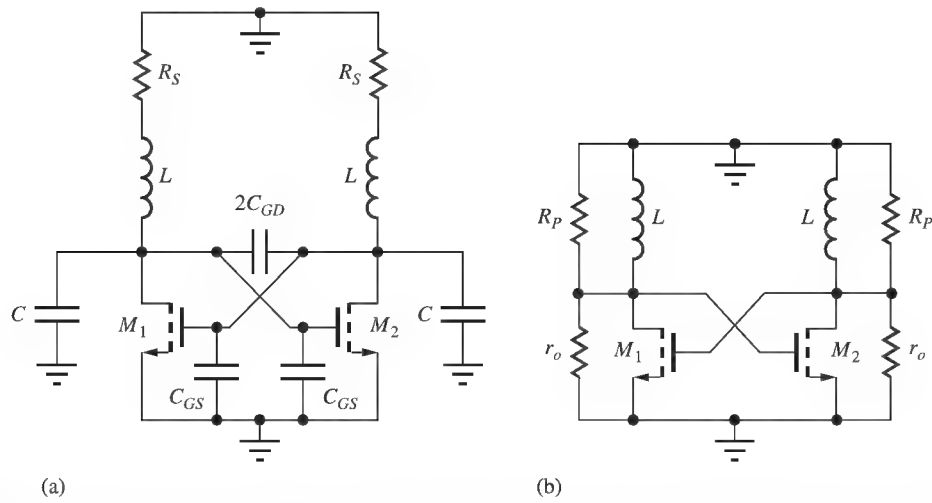 R_S
R_S
L
L
2C_GD
R_P
L
L
R_P
C
M_1
M_2
C
r_o
M_1
M_2
r_o
C_GS
C_GS
(a)
(b)